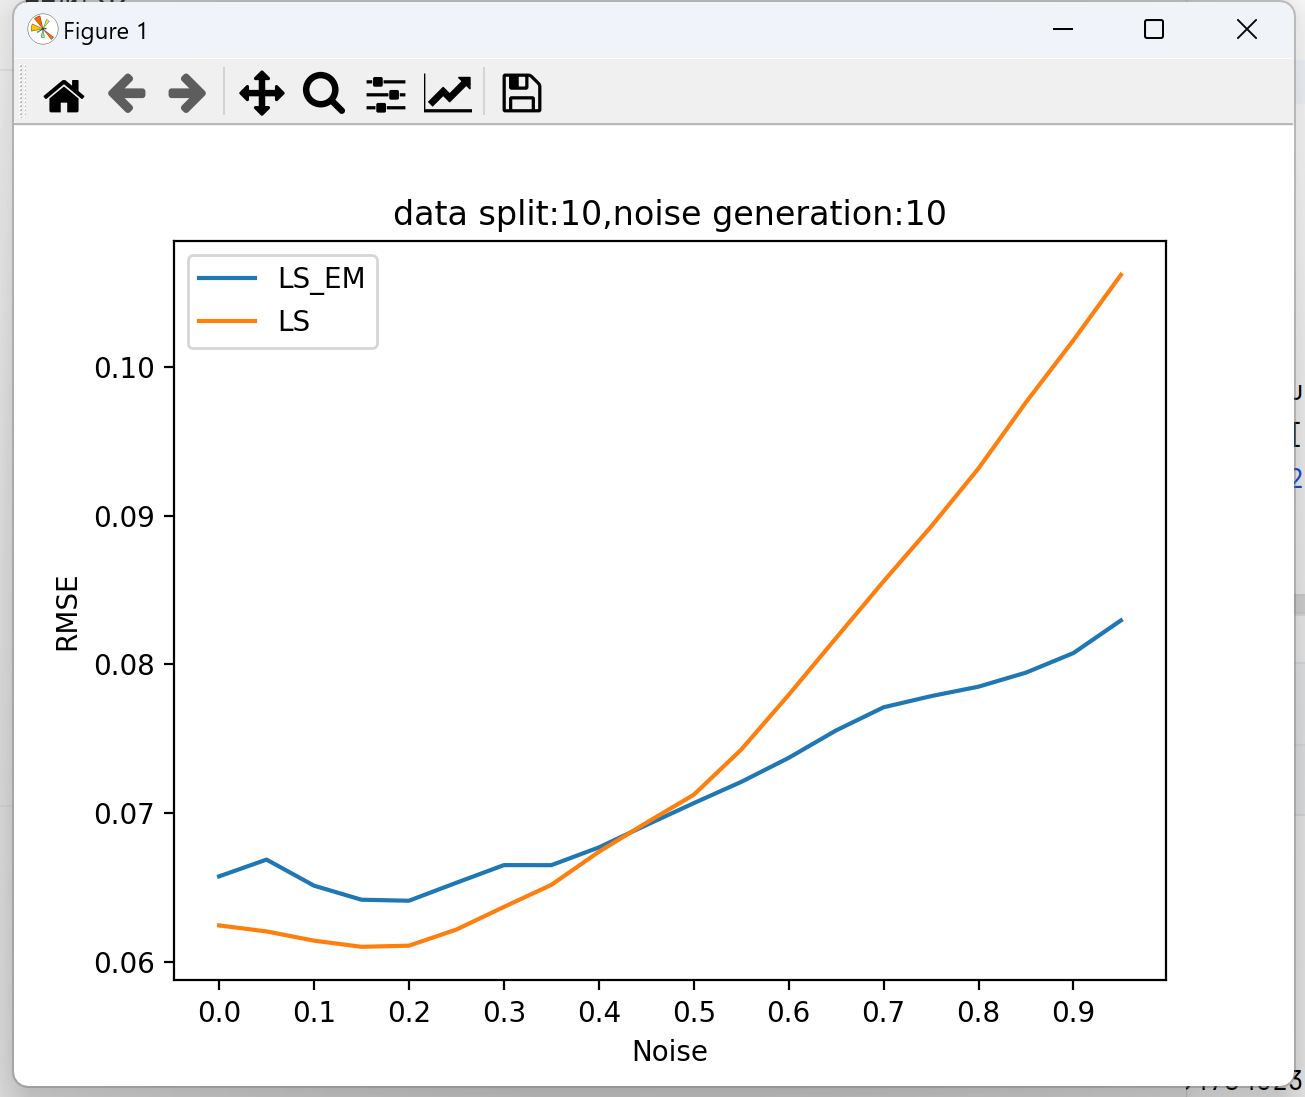 Figure 1
data split:10,noise generation:10
LS_EM
LS
0.10
0.09
0.08
0.07
0.06
RMSE
0.0 0.1 0.2 0.3 0.4 0.5 0.6 0.7 0.8 0.9
Noise